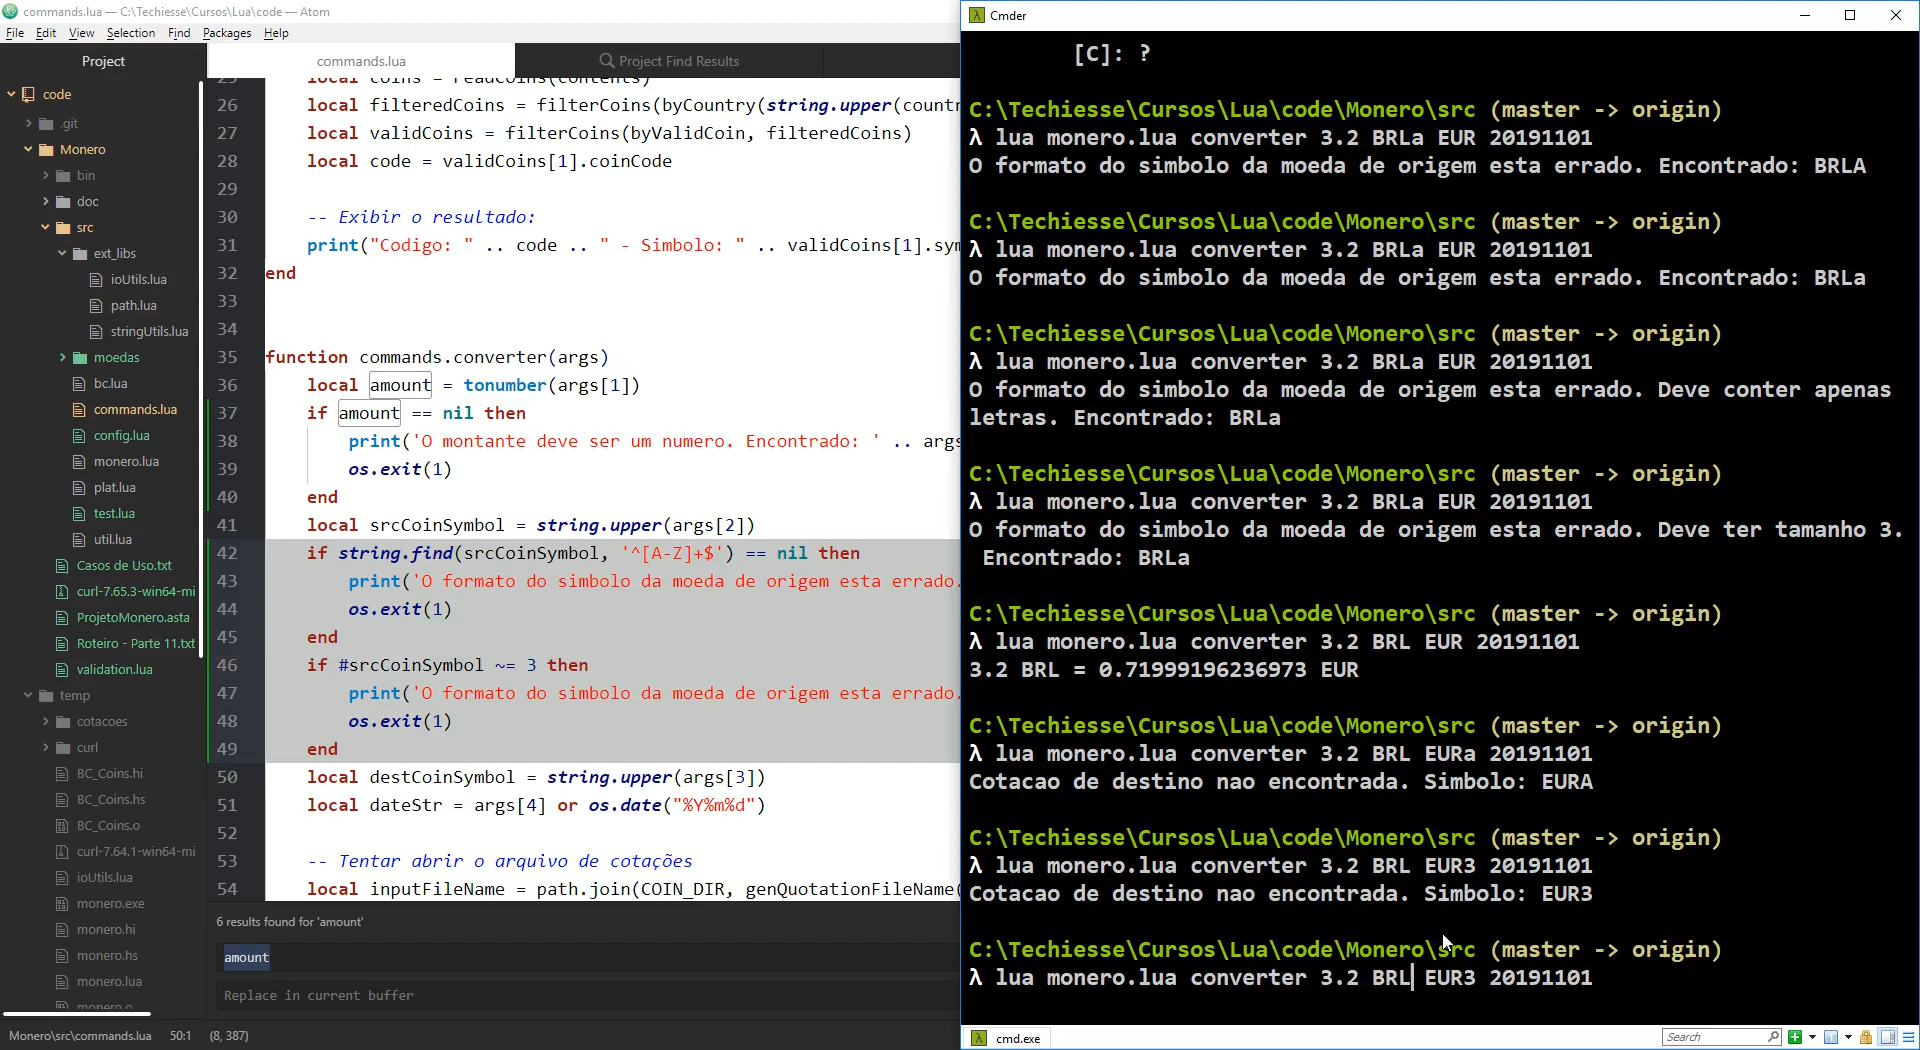 commands.lua — C:\Techiesse\Cursos\Lua\code — Atom
File Edit View Selection Find Packages Help
Project
code
.git
Monero
bin
doc
src
ext_libs
ioUtils.lua
path.lua
stringUtils.lua
moedas
bc.lua
commands.lua
config.lua
monero.lua
plat.lua
test.lua
util.lua
Casos de Uso.txt
curl-7.65.3-win64-mi
ProjetoMonero.asta
Roteiro - Parte 11.txt
validation.lua
temp
cotacoes
curl
BC_Coins.hi
BC_Coins.hs
BC_Coins.o
curl-7.64.1-win64-mi
ioUtils.lua
monero.exe
monero.hi
monero.hs
monero.lua
monero.o
commands.lua
Project Find Results
25 local coins = readCoins(contents)
26 local filteredCoins = filterCoins(byCountry(string.upper(countr
27 local validCoins = filterCoins(byValidCoin, filteredCoins)
28 local code = validCoins[1].coinCode
29
30 -- Exibir o resultado:
31 print("Codigo: " .. code .. " - Simbolo: " .. validCoins[1].sym
32 end
33
34
35 function commands.converter(args)
36 local amount = tonumber(args[1])
37 if amount == nil then
38 print('O montante deve ser um numero. Encontrado: ' .. args
39 os.exit(1)
40 end
41 local srcCoinSymbol = string.upper(args[2])
42 if string.find(srcCoinSymbol, '^[A-Z]+$') == nil then
43 print('O formato do simbolo da moeda de origem esta errado.
44 os.exit(1)
45 end
46 if #srcCoinSymbol ~= 3 then
47 print('O formato do simbolo da moeda de origem esta errado.
48 os.exit(1)
49 end
50 local destCoinSymbol = string.upper(args[3])
51 local dateStr = args[4] or os.date("%Y%m%d")
52
53 -- Tentar abrir o arquivo de cotações
54 local inputFileName = path.join(COIN_DIR, genQuotationFileName(
6 results found for 'amount'
amount
Replace in current buffer
Monero\src\commands.lua 50:1 (8, 387)
Cmder
[C]: ?
C:\Techiesse\Cursos\Lua\code\Monero\src (master -> origin)
λ lua monero.lua converter 3.2 BRLa EUR 20191101
O formato do simbolo da moeda de origem esta errado. Encontrado: BRLA
C:\Techiesse\Cursos\Lua\code\Monero\src (master -> origin)
λ lua monero.lua converter 3.2 BRLa EUR 20191101
O formato do simbolo da moeda de origem esta errado. Encontrado: BRLa
C:\Techiesse\Cursos\Lua\code\Monero\src (master -> origin)
λ lua monero.lua converter 3.2 BRLa EUR 20191101
O formato do simbolo da moeda de origem esta errado. Deve conter apenas
letras. Encontrado: BRLa
C:\Techiesse\Cursos\Lua\code\Monero\src (master -> origin)
λ lua monero.lua converter 3.2 BRLa EUR 20191101
O formato do simbolo da moeda de origem esta errado. Deve ter tamanho 3.
Encontrado: BRLa
C:\Techiesse\Cursos\Lua\code\Monero\src (master -> origin)
λ lua monero.lua converter 3.2 BRL EUR 20191101
3.2 BRL = 0.71999196236973 EUR
C:\Techiesse\Cursos\Lua\code\Monero\src (master -> origin)
λ lua monero.lua converter 3.2 BRL EURa 20191101
Cotacao de destino nao encontrada. Simbolo: EURA
C:\Techiesse\Cursos\Lua\code\Monero\src (master -> origin)
λ lua monero.lua converter 3.2 BRL EUR3 20191101
Cotacao de destino nao encontrada. Simbolo: EUR3
C:\Techiesse\Cursos\Lua\code\Monero\src (master -> origin)
λ lua monero.lua converter 3.2 BRL EUR3 20191101
cmd.exe
Search